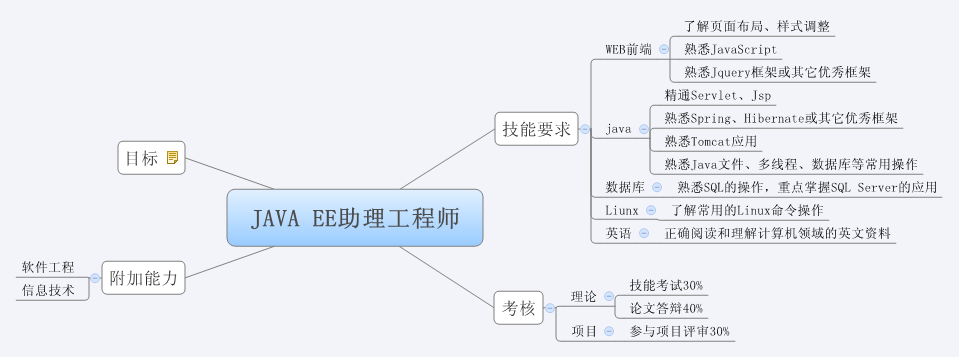 JAVA EE助理工程师
目标
附加能力
软件工程
信息技术
技能要求
WEB前端
了解页面布局、样式调整
熟悉JavaScript
熟悉Jquery框架或其它优秀框架
java
精通Servlet、Jsp
熟悉Spring、Hibernate或其它优秀框架
熟悉Tomcat应用
熟悉Java文件、多线程、数据库等常用操作
数据库
熟悉SQL的操作，重点掌握SQL Server的应用
Liunx
了解常用的Linux命令操作
英语
正确阅读和理解计算机领域的英文资料
考核
理论
技能考试30%
论文答辩40%
项目
参与项目评审30%